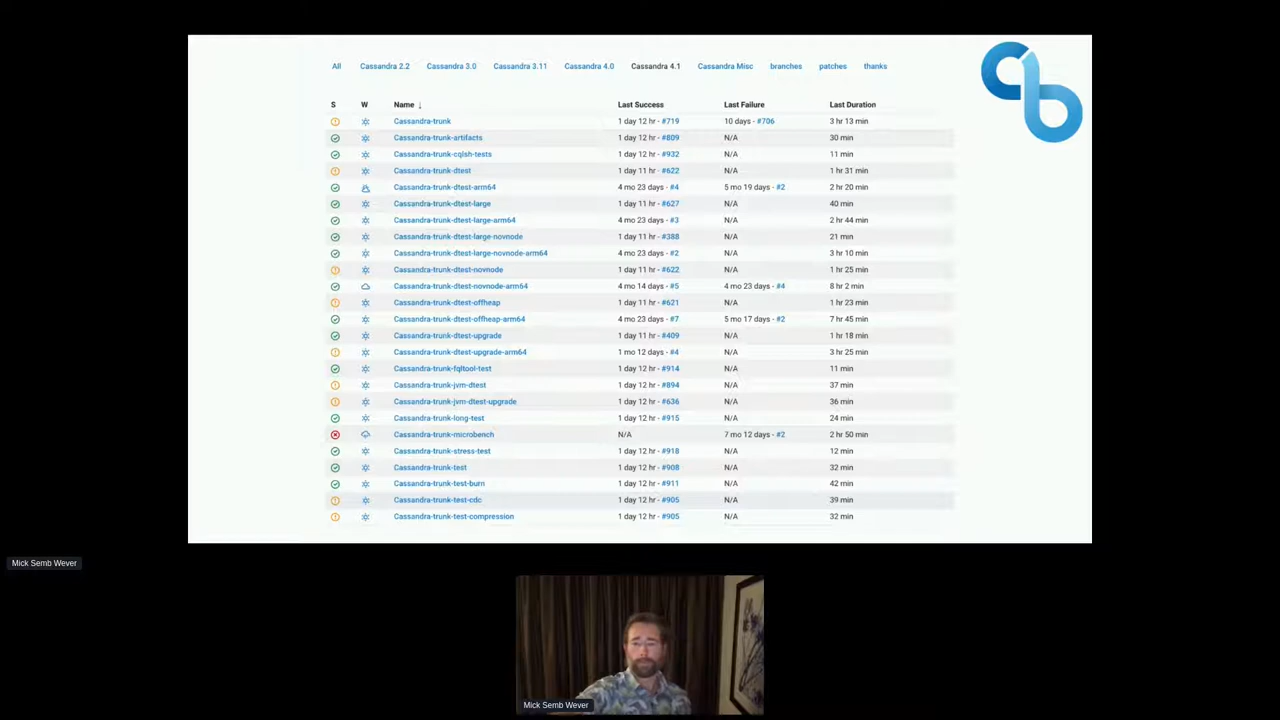 All Cassandra 2.2 Cassandra 3.0 Cassandra 3.11 Cassandra 4.0 Cassandra 4.1 Cassandra Misc branches patches thanks
S W Name ↓ Last Success Last Failure Last Duration
Cassandra-trunk 1 day 12 hr - #719 10 days - #706 3 hr 13 min
Cassandra-trunk-artifacts 1 day 12 hr - #809 N/A 30 min
Cassandra-trunk-cqlsh-tests 1 day 12 hr - #932 N/A 11 min
Cassandra-trunk-dtest 1 day 11 hr - #622 N/A 1 hr 31 min
Cassandra-trunk-dtest-arm64 4 mo 23 days - #4 5 mo 19 days - #2 2 hr 20 min
Cassandra-trunk-dtest-large 1 day 11 hr - #627 N/A 40 min
Cassandra-trunk-dtest-large-arm64 4 mo 23 days - #3 N/A 2 hr 44 min
Cassandra-trunk-dtest-large-novnode 1 day 11 hr - #388 N/A 21 min
Cassandra-trunk-dtest-large-novnode-arm64 4 mo 23 days - #2 N/A 3 hr 10 min
Cassandra-trunk-dtest-novnode 1 day 11 hr - #622 N/A 1 hr 25 min
Cassandra-trunk-dtest-novnode-arm64 4 mo 14 days - #5 4 mo 23 days - #4 8 hr 2 min
Cassandra-trunk-dtest-offheap 1 day 11 hr - #621 N/A 1 hr 23 min
Cassandra-trunk-dtest-offheap-arm64 4 mo 23 days - #7 5 mo 17 days - #2 7 hr 45 min
Cassandra-trunk-dtest-upgrade 1 day 11 hr - #409 N/A 1 hr 18 min
Cassandra-trunk-dtest-upgrade-arm64 1 mo 12 days - #4 N/A 3 hr 25 min
Cassandra-trunk-fqltool-test 1 day 12 hr - #914 N/A 11 min
Cassandra-trunk-jvm-dtest 1 day 12 hr - #894 N/A 37 min
Cassandra-trunk-jvm-dtest-upgrade 1 day 12 hr - #636 N/A 36 min
Cassandra-trunk-long-test 1 day 12 hr - #915 N/A 24 min
Cassandra-trunk-microbench N/A 7 mo 12 days - #2 2 hr 50 min
Cassandra-trunk-stress-test 1 day 12 hr - #918 N/A 12 min
Cassandra-trunk-test 1 day 12 hr - #908 N/A 32 min
Cassandra-trunk-test-burn 1 day 12 hr - #911 N/A 42 min
Cassandra-trunk-test-cdc 1 day 12 hr - #905 N/A 39 min
Cassandra-trunk-test-compression 1 day 12 hr - #905 N/A 32 min
Mick Semb Wever
Mick Semb Wever